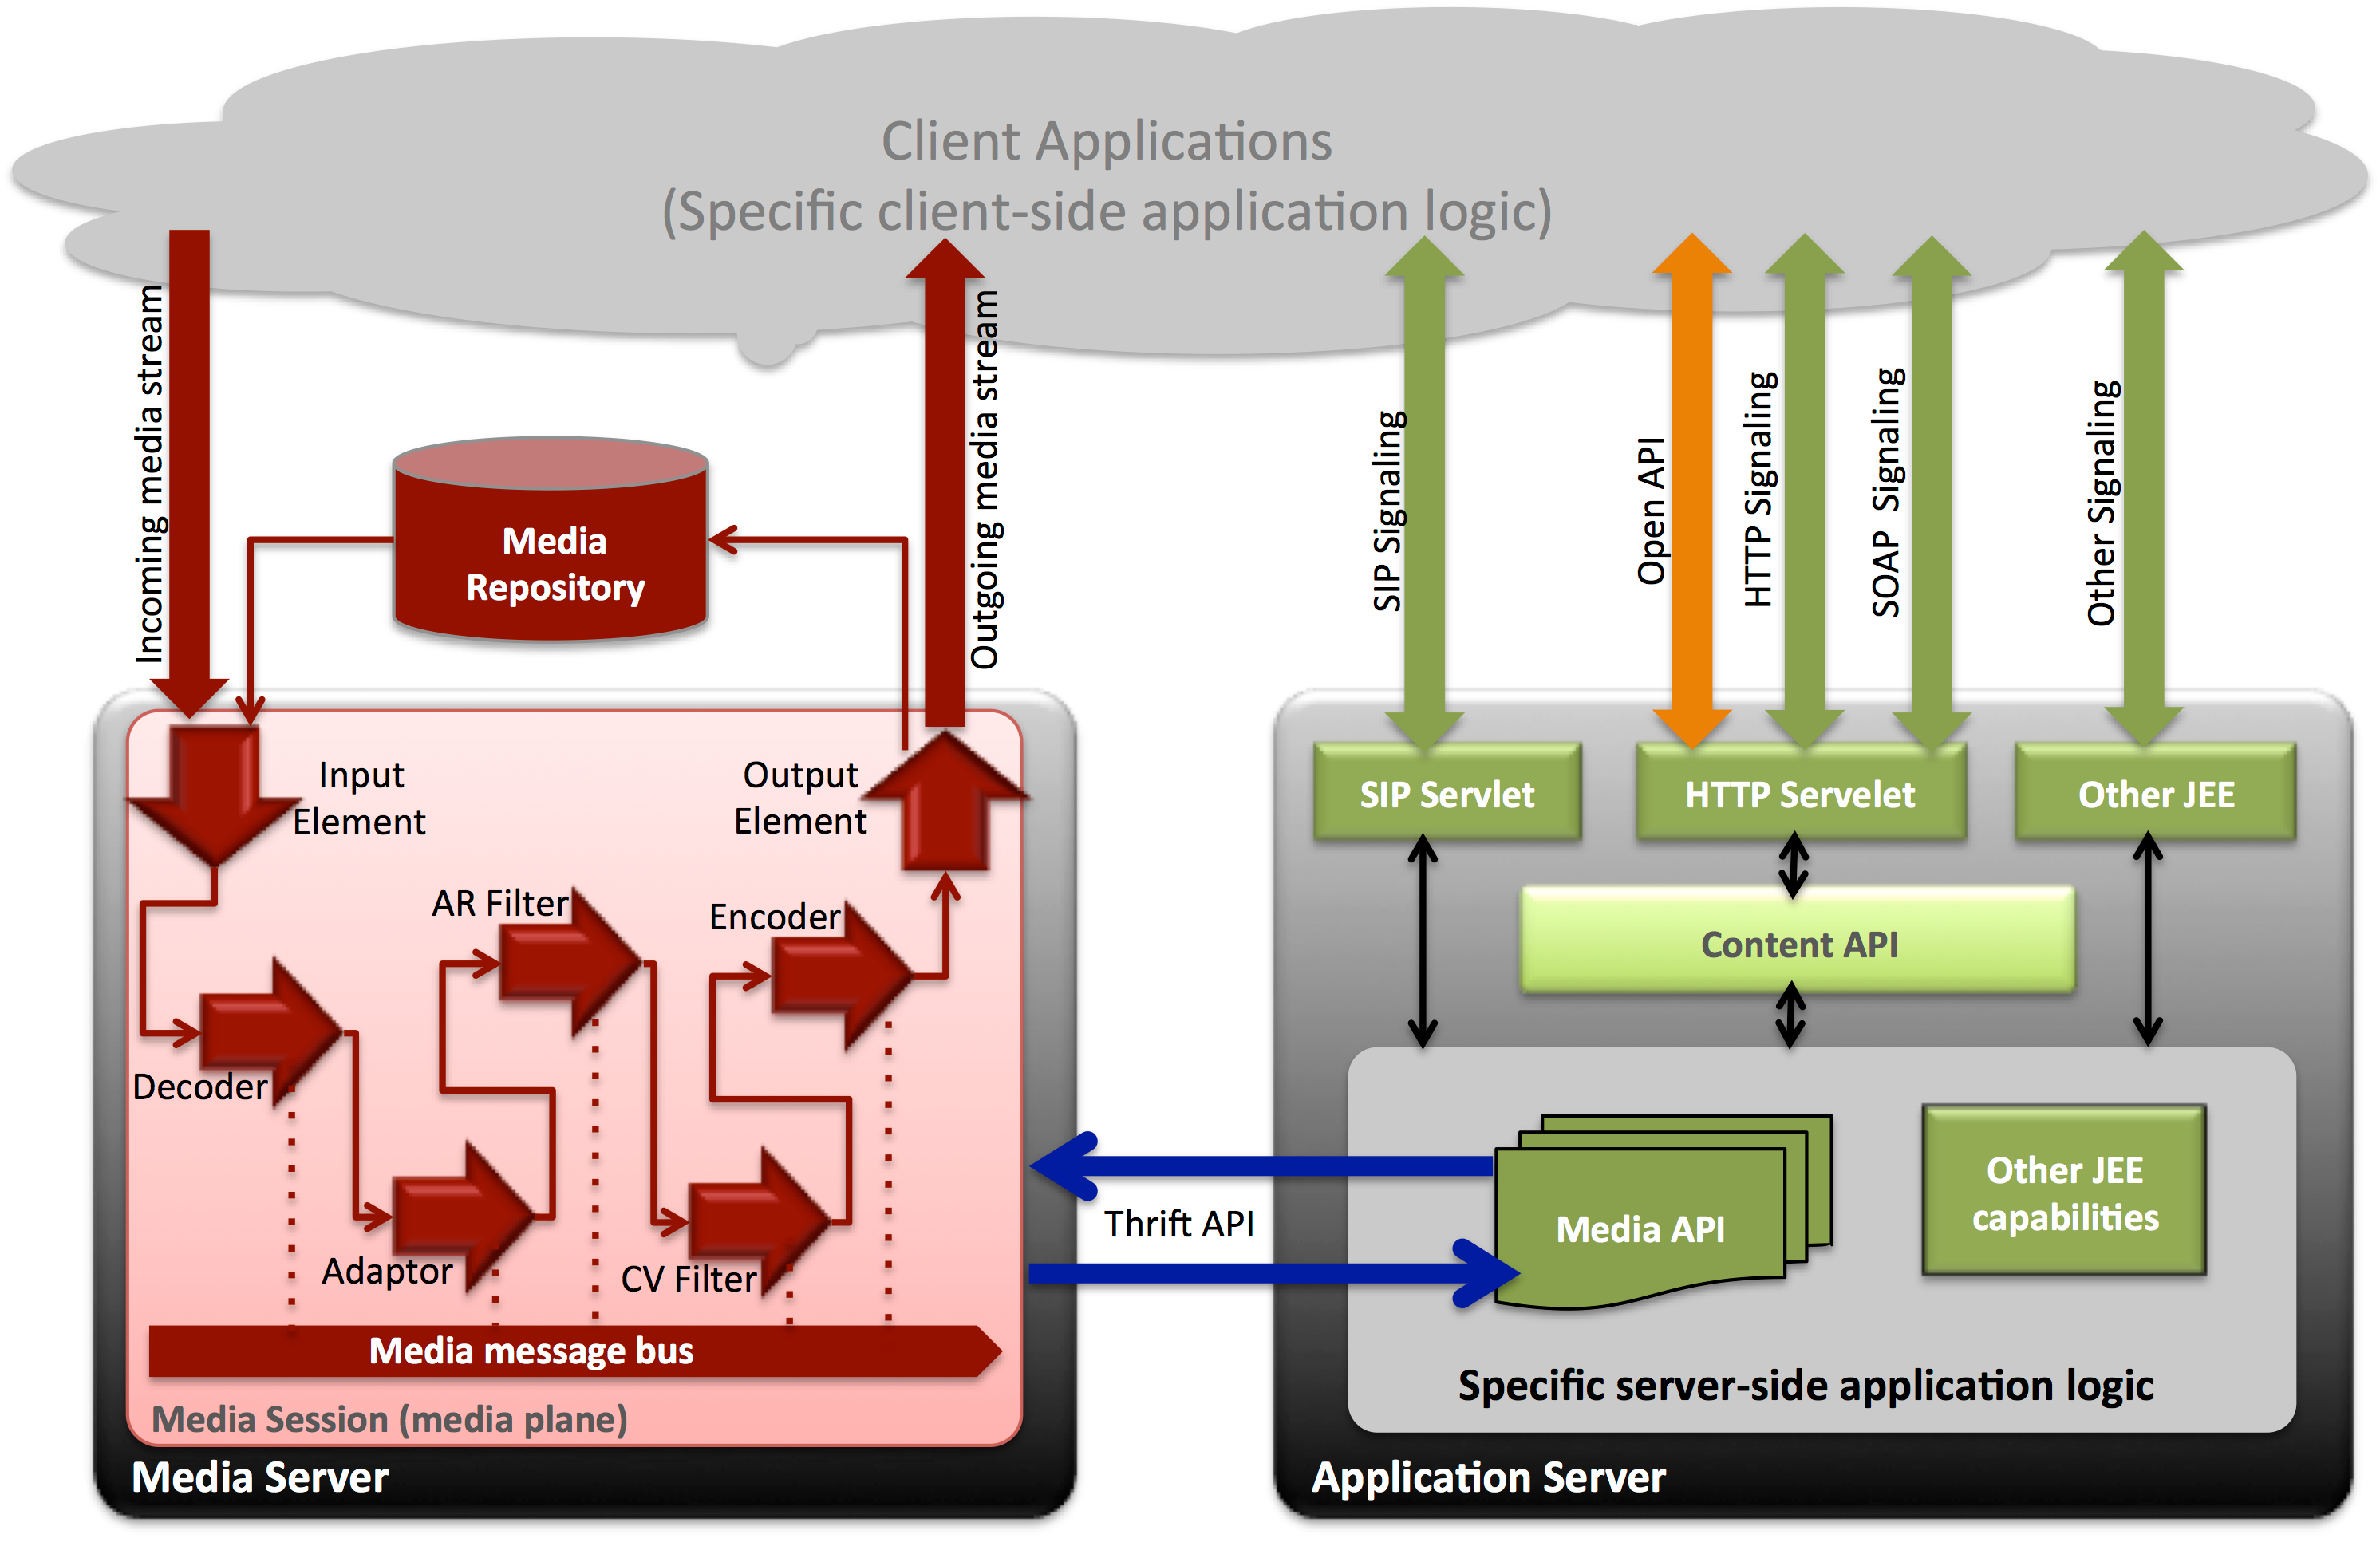 Client Applications
(Specific client-side application logic)
Incoming media stream
Outgoing media stream
SIP Signaling
Open API
HTTP Signaling
SOAP Signaling
Other Signaling
Media
Repository
Input
Element
Output
Element
AR Filter
Encoder
Decoder
Adaptor
CV Filter
Media message bus
Media Session (media plane)
Media Server
Thrift API
SIP Servlet
HTTP Servelet
Other JEE
Content API
Media API
Other JEE
capabilities
Specific server-side application logic
Application Server